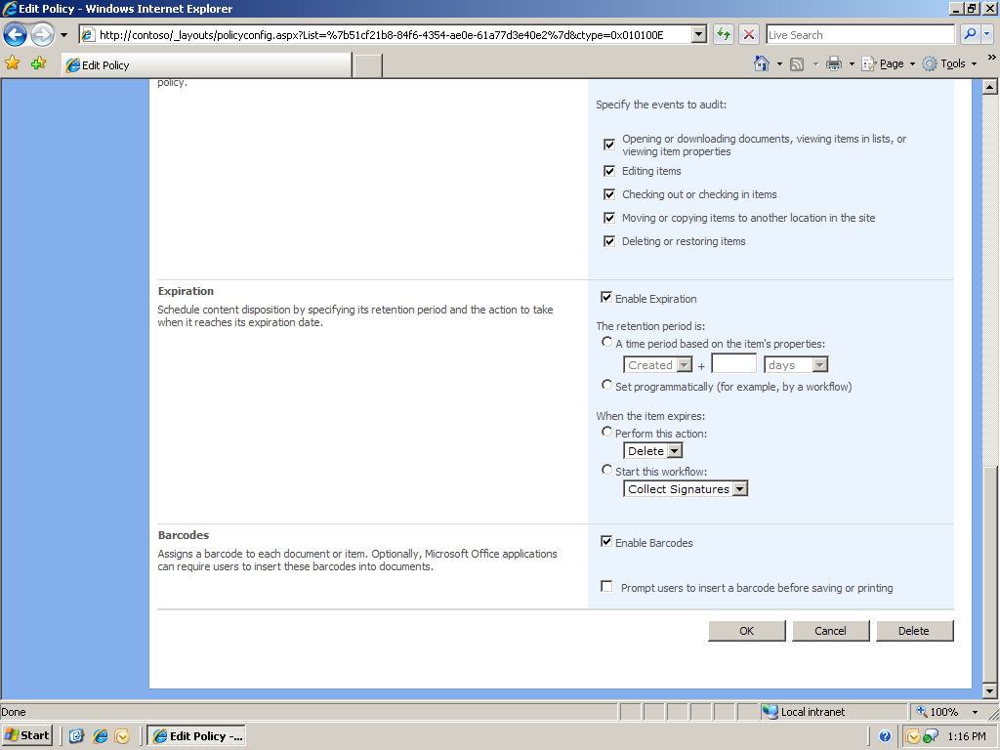 Edit Policy - Windows Internet Explorer
http://contoso/_layouts/policyconfig.aspx?List=%7b51cf21b8-84f6-4354-ae0e-61a77d3e40e2%7d&ctype=0x010100E
Live Search
Edit Policy
Page
Tools
policy.
Specify the events to audit:
Opening or downloading documents, viewing items in lists, or
viewing item properties
Editing items
Checking out or checking in items
Moving or copying items to another location in the site
Deleting or restoring items
Expiration
Schedule content disposition by specifying its retention period and the action to take
when it reaches its expiration date.
Enable Expiration
The retention period is:
A time period based on the item's properties:
Created + days
Set programmatically (for example, by a workflow)
When the item expires:
Perform this action:
Delete
Start this workflow:
Collect Signatures
Barcodes
Assigns a barcode to each document or item. Optionally, Microsoft Office applications
can require users to insert these barcodes into documents.
Enable Barcodes
Prompt users to insert a barcode before saving or printing
OK Cancel Delete
Done Local intranet 100%
Start Edit Policy -... 1:16 PM